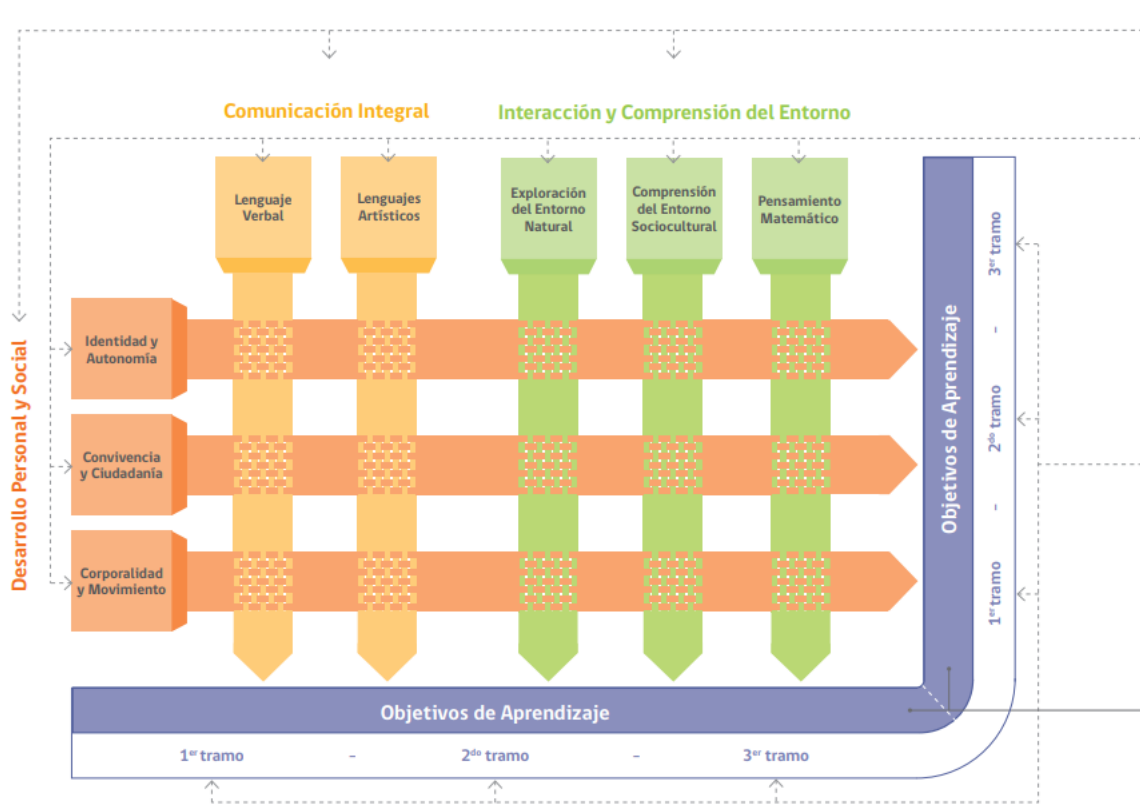 Comunicación Integral
Interacción y Comprensión del Entorno
Lenguaje
Verbal
Lenguajes
Artísticos
Exploración
del Entorno
Natural
Comprensión
del Entorno
Sociocultural
Pensamiento
Matemático
Desarrollo Personal y Social
Identidad y
Autonomía
Convivencia
y Ciudadanía
Corporalidad
y Movimiento
Objetivos de Aprendizaje
3er tramo
–
2do tramo
–
1er tramo
Objetivos de Aprendizaje
1er tramo – 2do tramo – 3er tramo